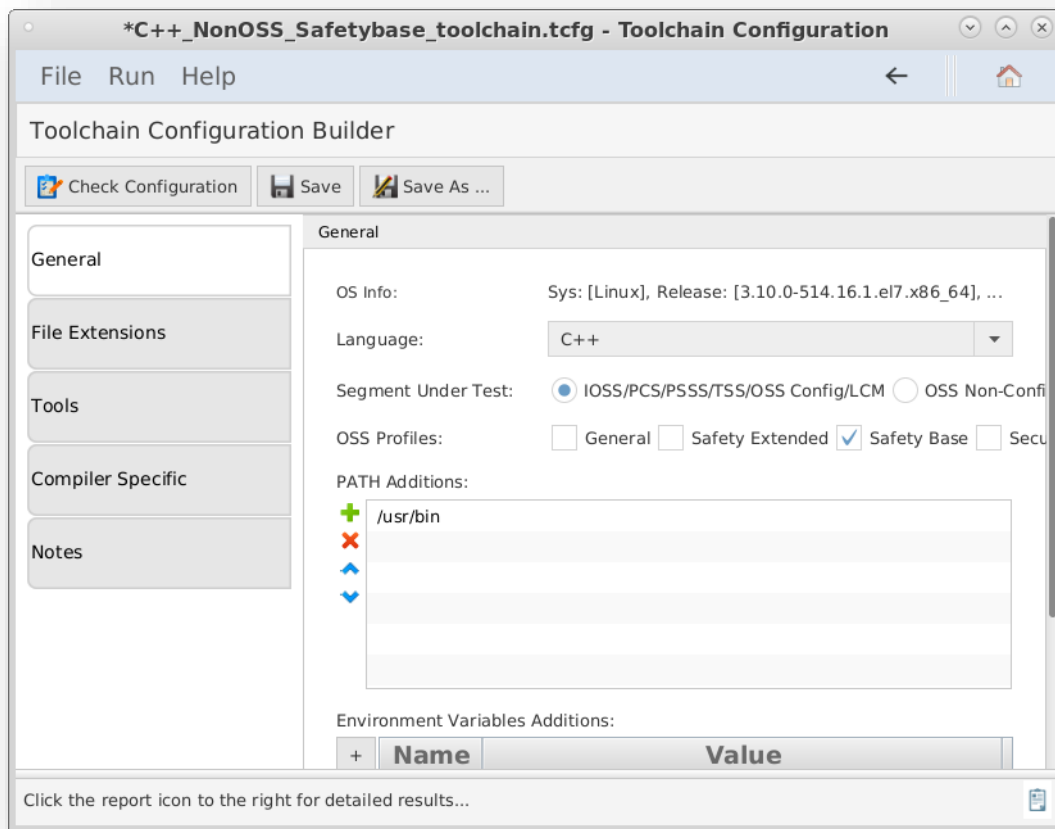 *C++_NonOSS_Safetybase_toolchain.tcfg - Toolchain Configuration
File Run Help
Toolchain Configuration Builder
Check Configuration Save Save As ...
General
File Extensions
Tools
Compiler Specific
Notes
General
OS Info: Sys: [Linux], Release: [3.10.0-514.16.1.el7.x86_64], ...
Language: C++
Segment Under Test: IOSS/PCS/PSSS/TSS/OSS Config/LCM OSS Non-Confi
OSS Profiles: General Safety Extended Safety Base Secu
PATH Additions:
/usr/bin
Environment Variables Additions:
+ Name Value
Click the report icon to the right for detailed results...